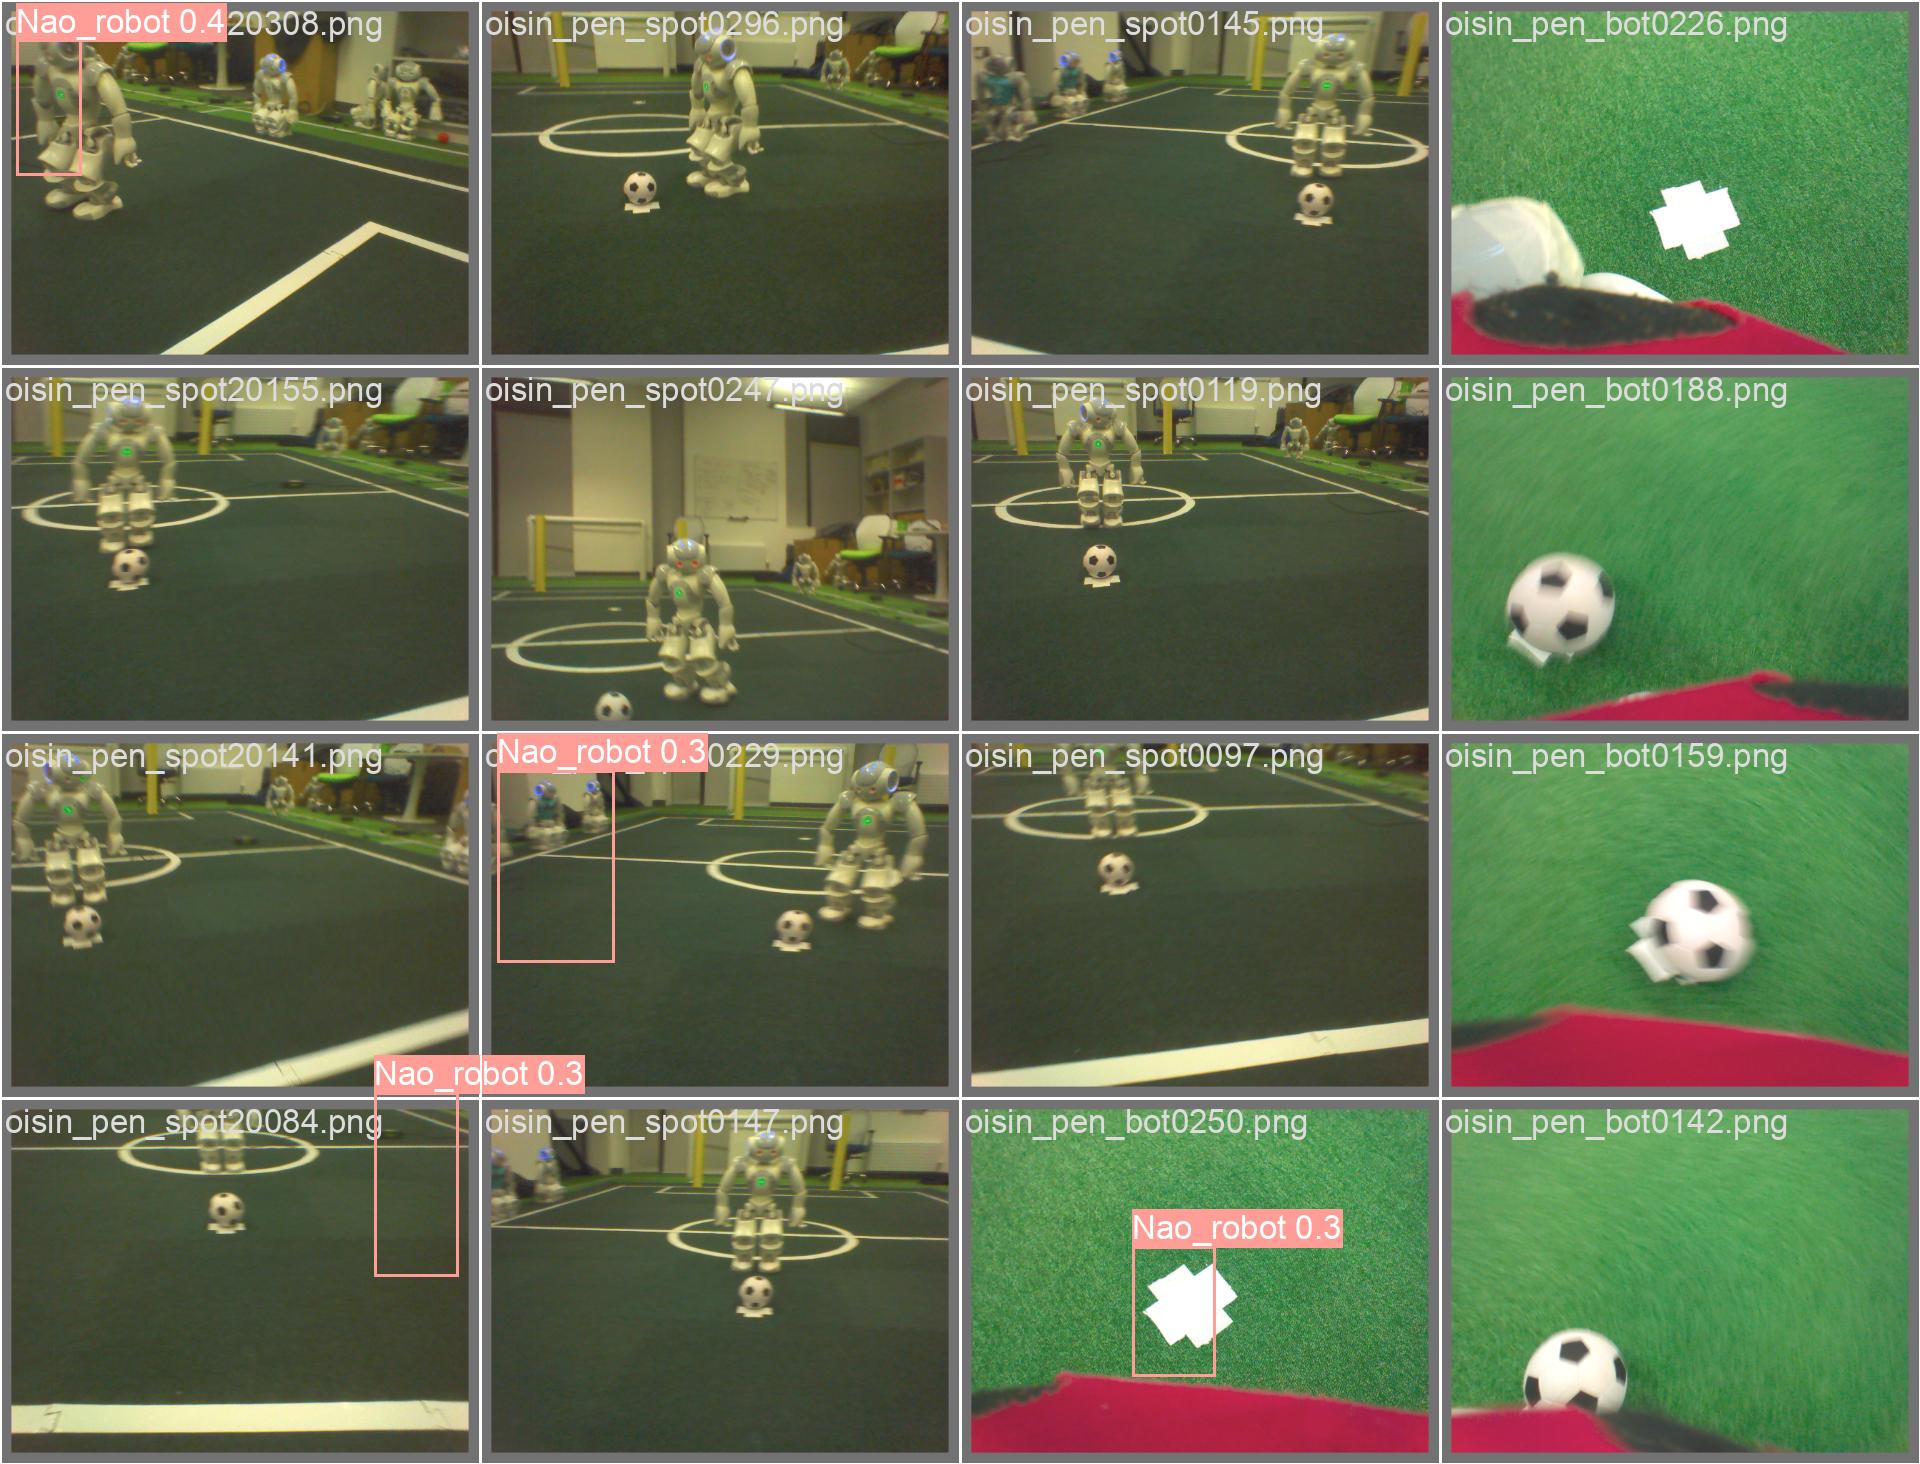 Nao_robot 0.4
20308.png
oisin_pen_spot0296.png
oisin_pen_spot0145.png
oisin_pen_bot0226.png
oisin_pen_spot20155.png
oisin_pen_spot0247.png
oisin_pen_spot0119.png
oisin_pen_bot0188.png
oisin_pen_spot20141.png
Nao_robot 0.3
0229.png
oisin_pen_spot0097.png
oisin_pen_bot0159.png
Nao_robot 0.3
oisin_pen_spot20084.png
oisin_pen_spot0147.png
oisin_pen_bot0250.png
oisin_pen_bot0142.png
Nao_robot 0.3